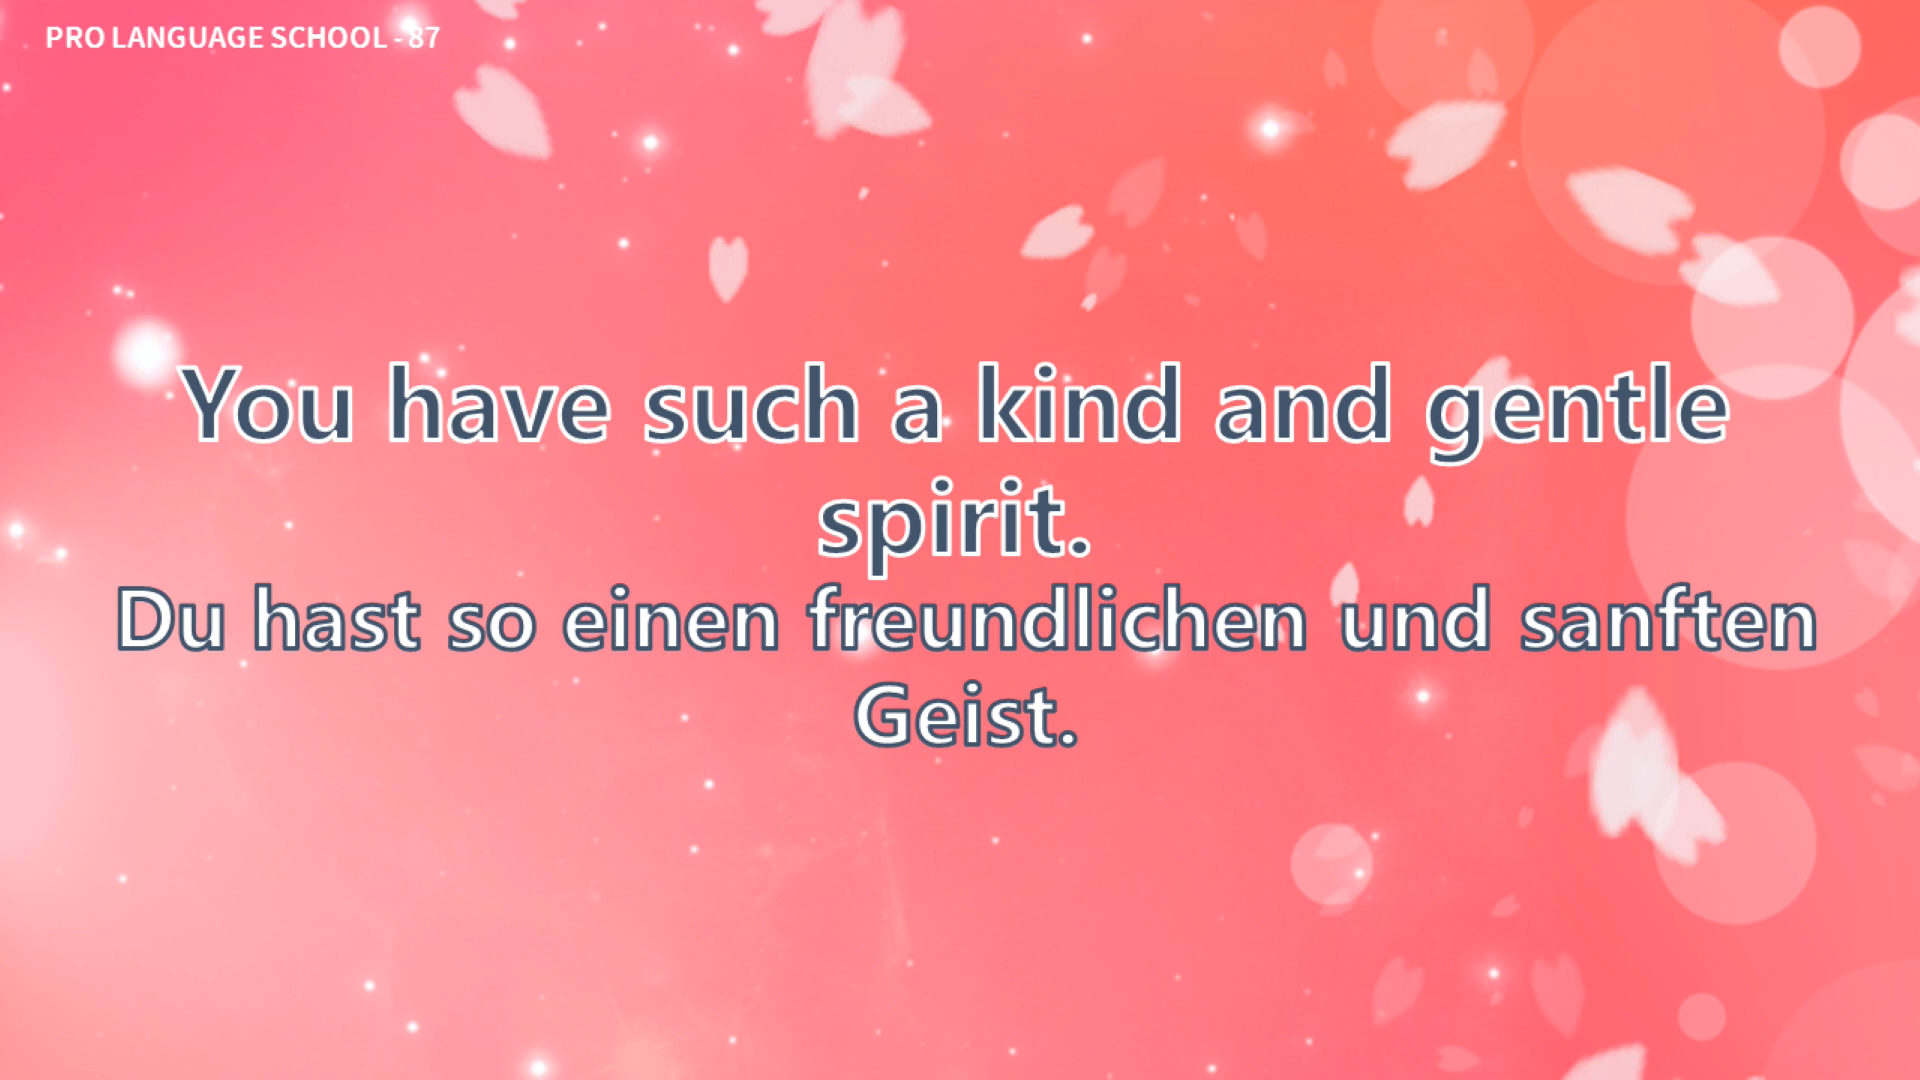 PRO LANGUAGE SCHOOL - 87
You have such a kind and gentle
spirit.
Du hast so einen freundlichen und sanften
Geist.